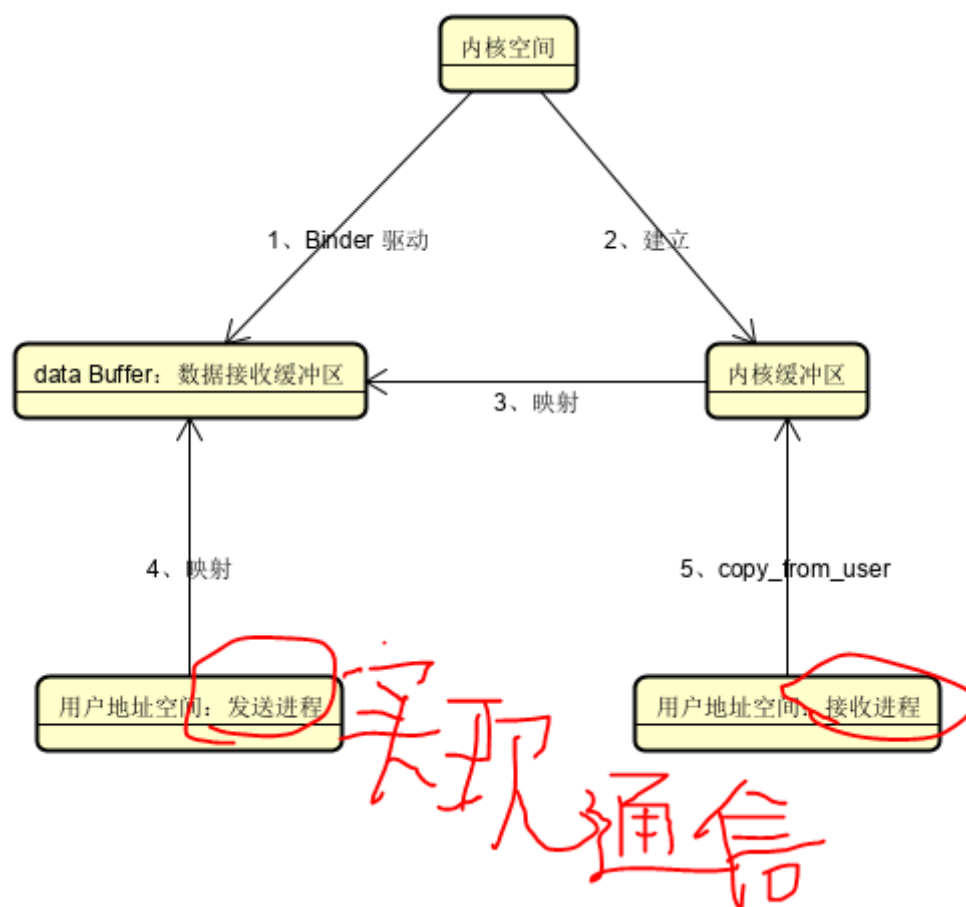 内核空间
1、Binder 驱动
2、建立
data Buffer：数据接收缓冲区
内核缓冲区
3、映射
4、映射
5、copy_from_user
用户地址空间：发送进程
用户地址空间：接收进程
实现通信